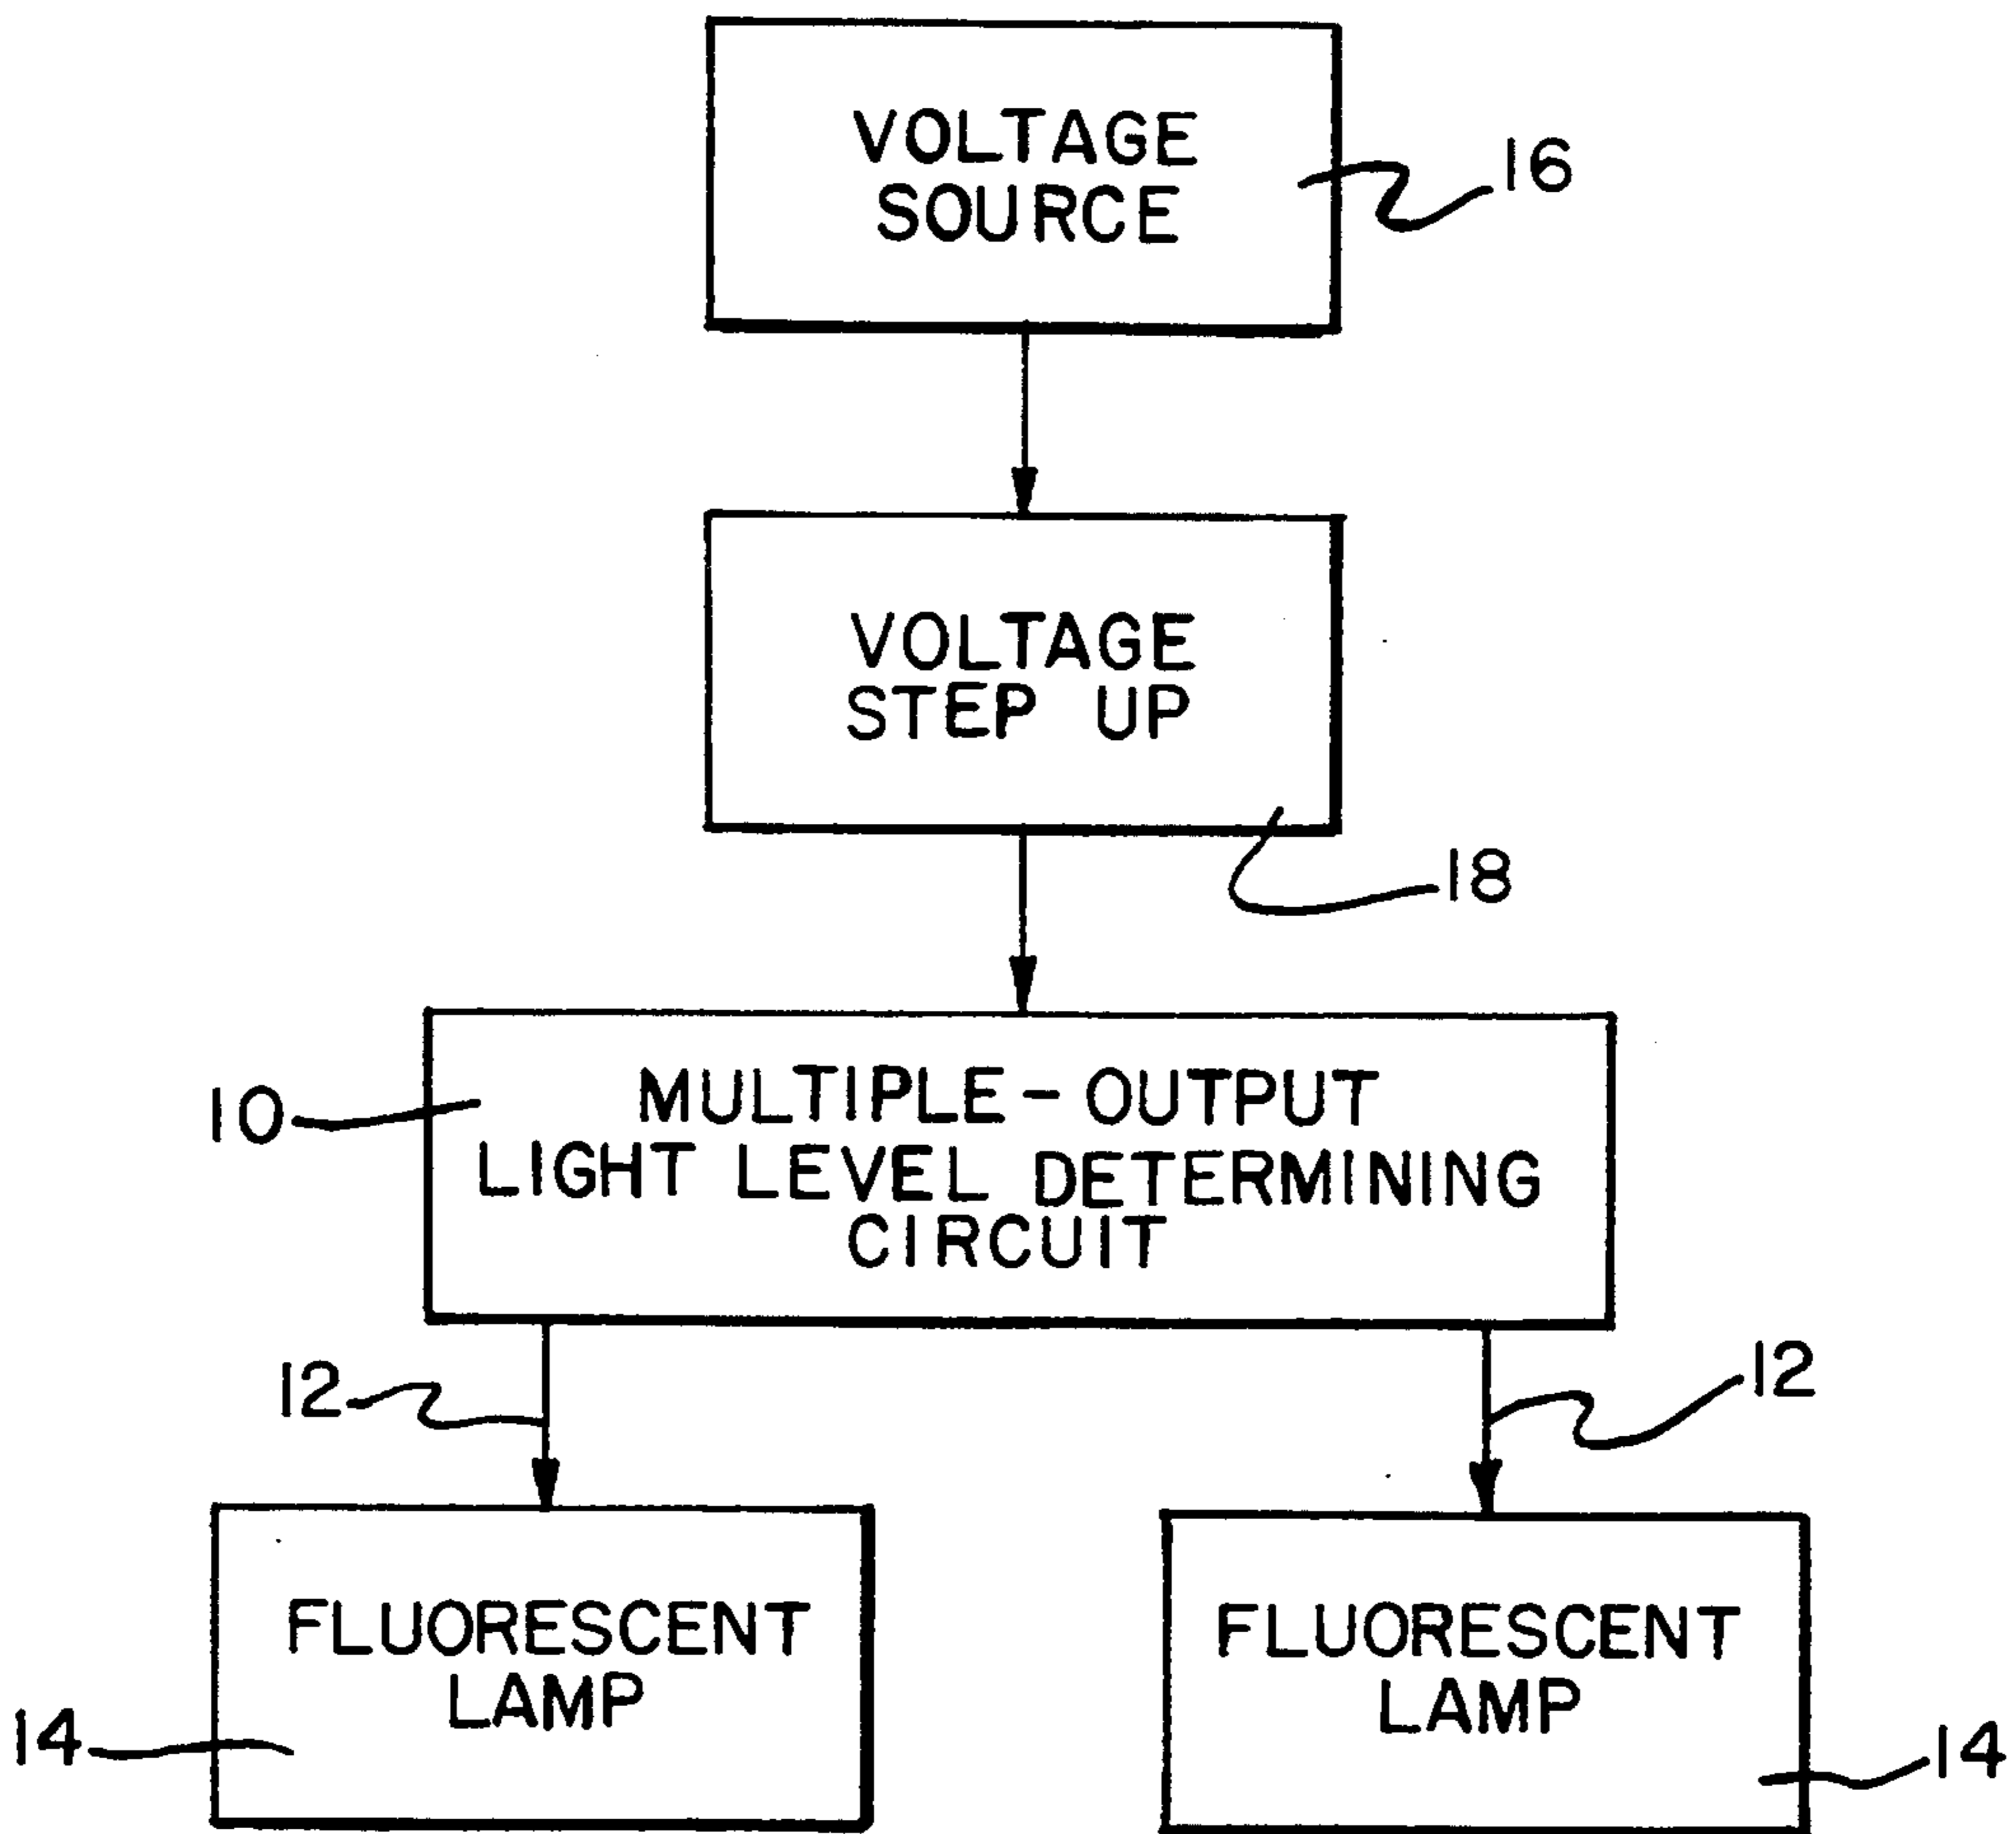 VOLTAGE
SOURCE
16
VOLTAGE
STEP UP
18
10
MULTIPLE-OUTPUT
LIGHT LEVEL DETERMINING
CIRCUIT
12
12
FLUORESCENT
LAMP
14
FLUORESCENT
LAMP
14